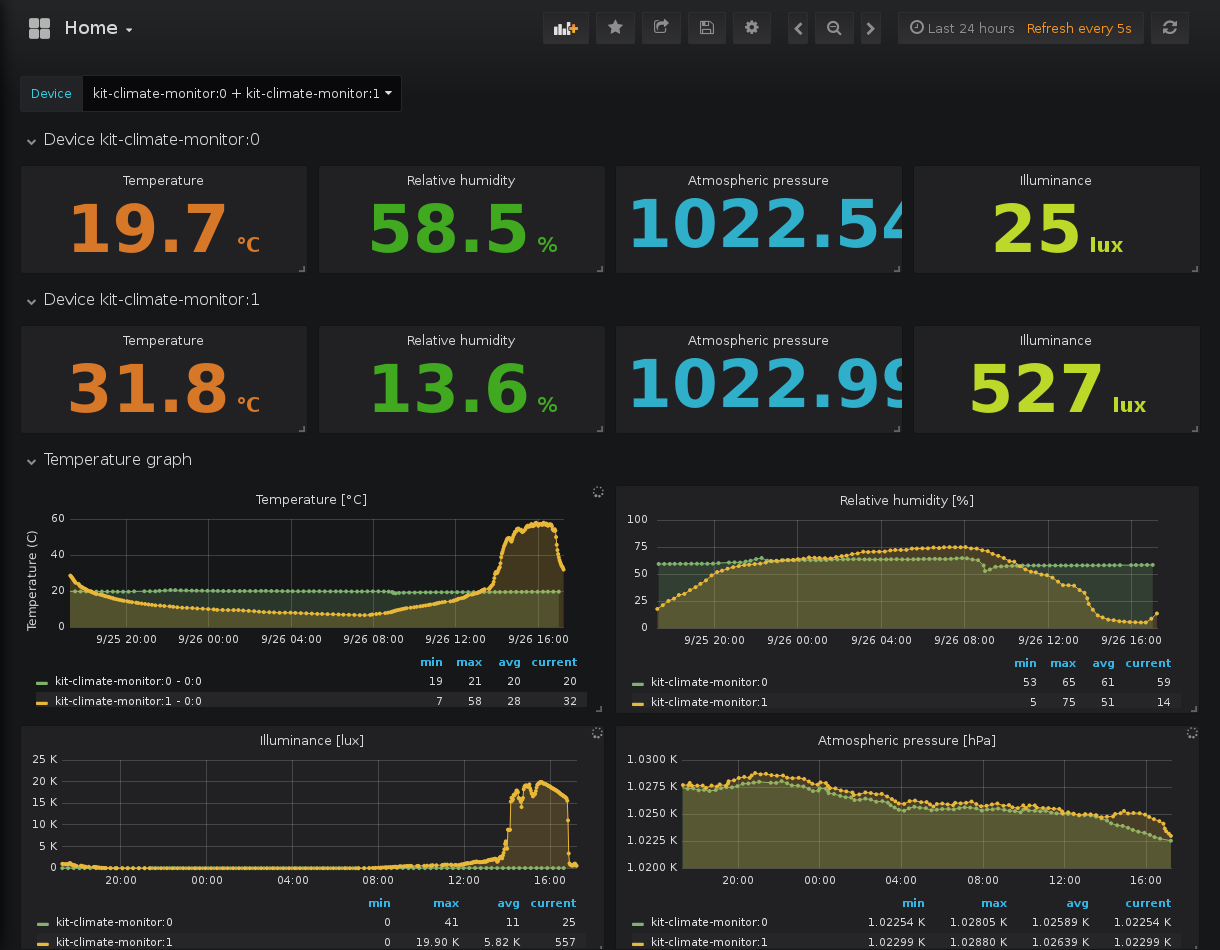 Home
Last 24 hours Refresh every 5s
Device kit-climate-monitor:0 + kit-climate-monitor:1
Device kit-climate-monitor:0
Temperature
19.7 °C
Relative humidity
58.5 %
Atmospheric pressure
1022.54
Illuminance
25 lux
Device kit-climate-monitor:1
Temperature
31.8 °C
Relative humidity
13.6 %
Atmospheric pressure
1022.99
Illuminance
527 lux
Temperature graph
Temperature [°C]
Temperature (C)
60
40
20
0
9/25 20:00 9/26 00:00 9/26 04:00 9/26 08:00 9/26 12:00 9/26 16:00
min max avg current
kit-climate-monitor:0 - 0:0 19 21 20 20
kit-climate-monitor:1 - 0:0 7 58 28 32
Relative humidity [%]
100
75
50
25
0
9/25 20:00 9/26 00:00 9/26 04:00 9/26 08:00 9/26 12:00 9/26 16:00
min max avg current
kit-climate-monitor:0 53 65 61 59
kit-climate-monitor:1 5 75 51 14
Illuminance [lux]
25 K
20 K
15 K
10 K
5 K
0
20:00 00:00 04:00 08:00 12:00 16:00
min max avg current
kit-climate-monitor:0 0 41 11 25
kit-climate-monitor:1 0 19.90 K 5.82 K 557
Atmospheric pressure [hPa]
1.0300 K
1.0275 K
1.0250 K
1.0225 K
1.0200 K
20:00 00:00 04:00 08:00 12:00 16:00
min max avg current
kit-climate-monitor:0 1.02254 K 1.02805 K 1.02589 K 1.02254 K
kit-climate-monitor:1 1.02299 K 1.02880 K 1.02639 K 1.02299 K